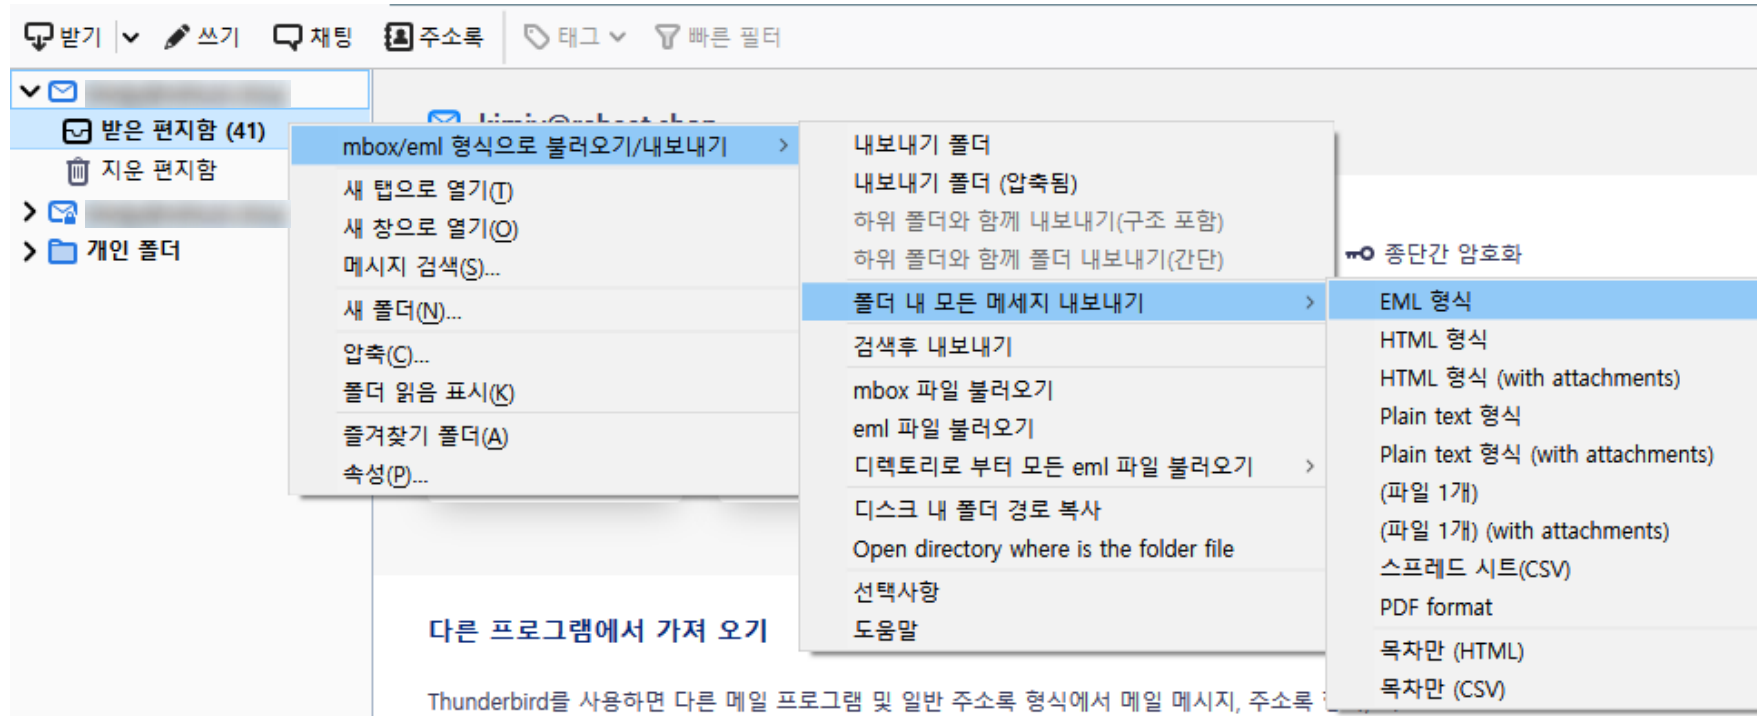 받기 쓰기 채팅 주소록 태그 빠른 필터
받은 편지함 (41)
지운 편지함
개인 폴더
mbox/eml 형식으로 불러오기/내보내기
새 탭으로 열기(T)
새 창으로 열기(O)
메시지 검색(S)...
새 폴더(N)...
압축(C)...
폴더 읽음 표시(K)
즐겨찾기 폴더(A)
속성(P)...
내보내기 폴더
내보내기 폴더 (압축됨)
하위 폴더와 함께 내보내기(구조 포함)
하위 폴더와 함께 폴더 내보내기(간단)
폴더 내 모든 메세지 내보내기
검색후 내보내기
mbox 파일 불러오기
eml 파일 불러오기
디렉토리로 부터 모든 eml 파일 불러오기
디스크 내 폴더 경로 복사
Open directory where is the folder file
선택사항
도움말
종단간 암호화
EML 형식
HTML 형식
HTML 형식 (with attachments)
Plain text 형식
Plain text 형식 (with attachments)
(파일 1개)
(파일 1개) (with attachments)
스프레드 시트(CSV)
PDF format
목차만 (HTML)
목차만 (CSV)
다른 프로그램에서 가져 오기
Thunderbird를 사용하면 다른 메일 프로그램 및 일반 주소록 형식에서 메일 메시지, 주소록